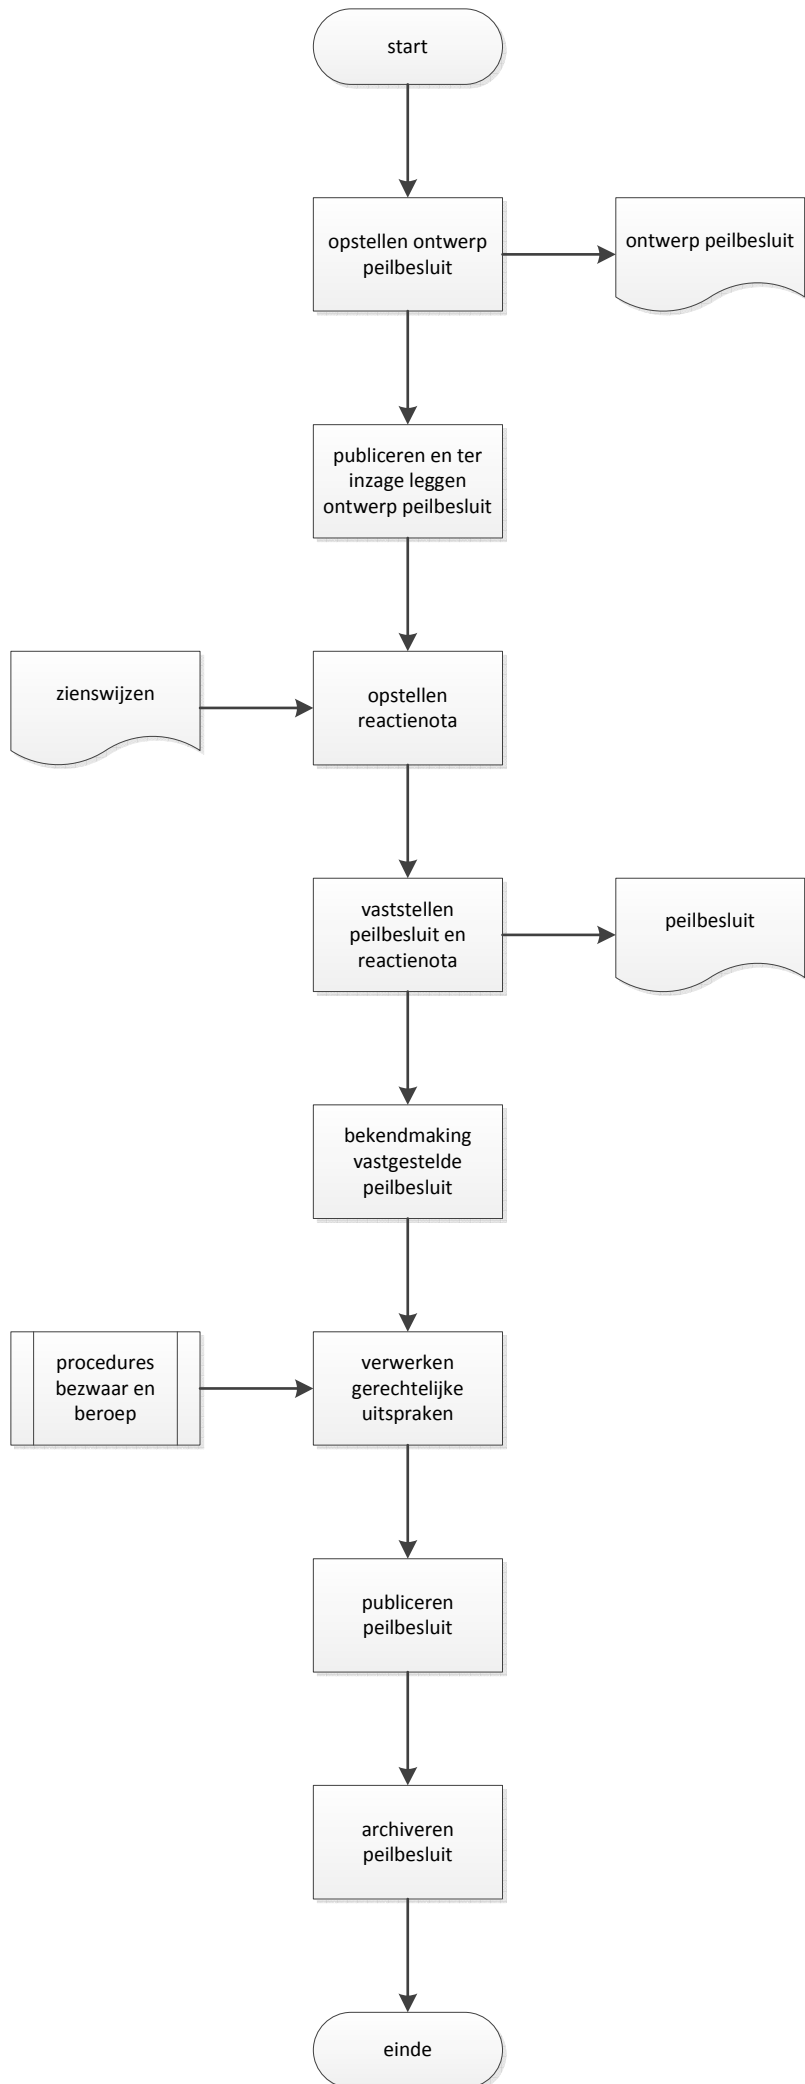 start
opstellen ontwerp
peilbesluit
ontwerp peilbesluit
publiceren en ter
inzage leggen
ontwerp peilbesluit
zienswijzen
opstellen
reactienota
vaststellen
peilbesluit en
reactienota
peilbesluit
bekendmaking
vastgestelde
peilbesluit
procedures
bezwaar en
beroep
verwerken
gerechtelijke
uitspraken
publiceren
peilbesluit
archiveren
peilbesluit
einde